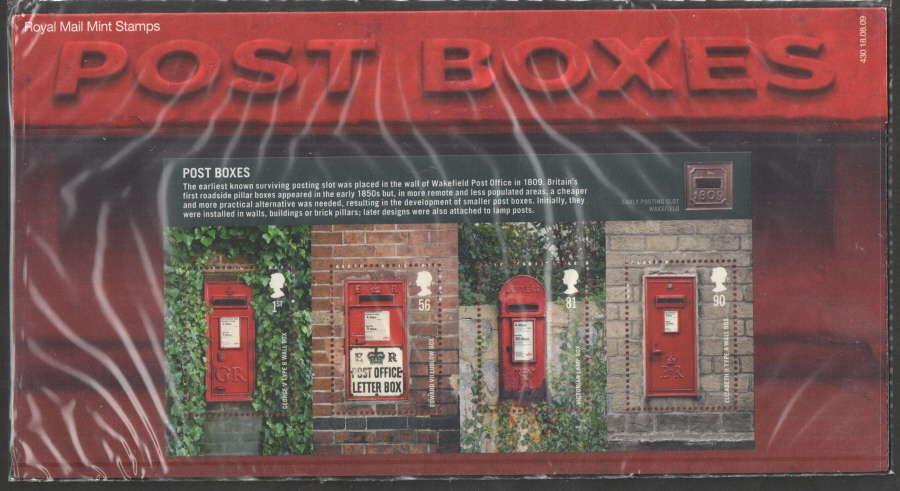 Royal Mail Mint Stamps
430 18.08.09
POST BOXES
POST BOXES
The earliest known surviving posting slot was placed in the wall of Wakefield Post Office in 1809. Britain's
first roadside pillar boxes appeared in the early 1850s but, in more remote and less populated areas, a cheaper
and more practical alternative was needed, resulting in the development of smaller post boxes. Initially, they
were installed in walls, buildings or brick pillars; later designs were also attached to lamp posts.
EARLY POSTING SLOT
WAKEFIELD
1809
1st
GEORGE V TYPE B WALL BOX
G R
56
E R
POST OFFICE
LETTER BOX
EDWARD VII LUDLOW BOX
81
VICTORIAN LAMP BOX
90
E R
ELIZABETH II TYPE A WALL BOX